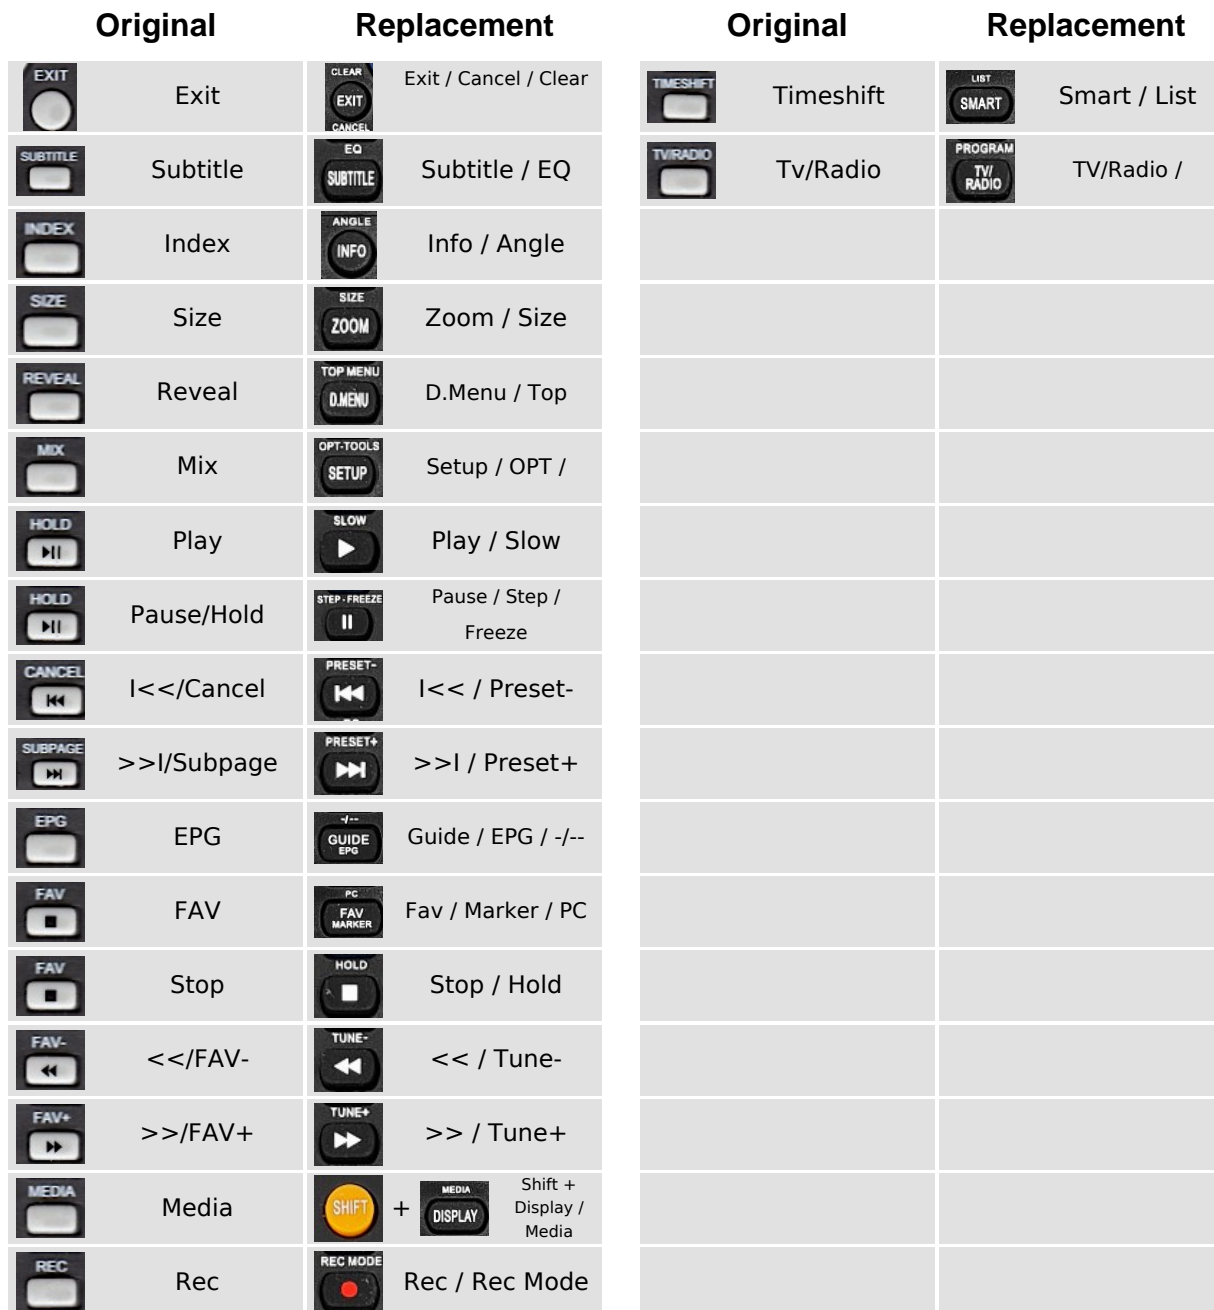 Original Replacement Original Replacement
EXIT Exit CLEAR EXIT CANCEL Exit / Cancel / Clear TIMESHIFT Timeshift LIST SMART Smart / List
SUBTITLE Subtitle EQ SUBTITLE Subtitle / EQ TV/RADIO Tv/Radio PROGRAM TV/ RADIO TV/Radio /
INDEX Index ANGLE INFO Info / Angle
SIZE Size SIZE ZOOM Zoom / Size
REVEAL Reveal TOP MENU D.MENU D.Menu / Top
MIX Mix OPT-TOOLS SETUP Setup / OPT /
HOLD Play SLOW Play / Slow
HOLD Pause/Hold STEP-FREEZE Pause / Step /
Freeze
CANCEL I<</Cancel PRESET- I<< / Preset-
SUBPAGE >>I/Subpage PRESET+ >>I / Preset+
EPG EPG -/-- GUIDE EPG Guide / EPG / -/--
FAV FAV PC FAV MARKER Fav / Marker / PC
FAV Stop HOLD Stop / Hold
FAV- <</FAV- TUNE- << / Tune-
FAV+ >>/FAV+ TUNE+ >> / Tune+
MEDIA Media SHIFT + MEDIA DISPLAY Shift +
Display /
Media
REC Rec REC MODE Rec / Rec Mode